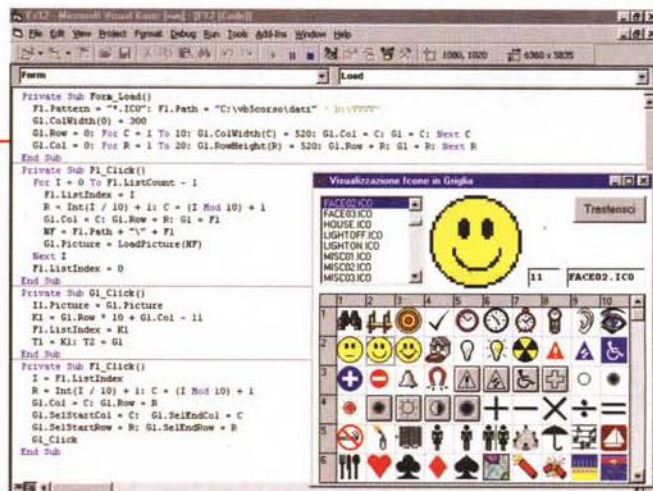 Ex12 - Microsoft Visual Basic [run] - [FX2 (Code)]
File Edit View Project Format Debug Run Tools Add-Ins Window Help
1080, 1020 6360 x 5835
Form Load
Private Sub Form_Load()
F1.Pattern = "*.ICO": F1.Path = "C:\vb5corso\dati"
G1.ColWidth(0) = 300
G1.Row = 0: For C = 1 To 10: G1.ColWidth(C) = 520: G1.Col = C: G1 = C: Next C
G1.Col = 0: For R = 1 To 20: G1.RowHeight(R) = 520: G1.Row = R: G1 = R: Next R
End Sub
Private Sub P1_Click()
For I = 0 To F1.ListCount - 1
F1.ListIndex = I
R = Int(I / 10) + 1: C = (I Mod 10) + 1
G1.Col = C: G1.Row = R: G1 = F1
NF = F1.Path + "\" + F1
G1.Picture = LoadPicture(NF)
Next I
F1.ListIndex = 0
End Sub
Private Sub G1_Click()
I1.Picture = G1.Picture
K1 = G1.Row * 10 + G1.Col - 11
F1.ListIndex = K1
T1 = K1: T2 = G1
End Sub
Private Sub F1_Click()
I = F1.ListIndex
R = Int(I / 10) + 1: C = (I Mod 10) + 1
G1.Col = C: G1.Row = R
G1.SelStartCol = C: G1.SelEndCol = C
G1.SelStartRow = R: G1.SelEndRow = R
G1_Click
End Sub
Visualizzazione Icone in Griglia
FACE02.ICO
FACE03.ICO
HOUSE.ICO
LIGHTOFF.ICO
LIGHTON.ICO
MISC01.ICO
MISC02.ICO
MISC03.ICO
Trasferisci
11 FACE02.ICO
1 2 3 4 5 6 7 8 9 10
1
2
3
4
5
6